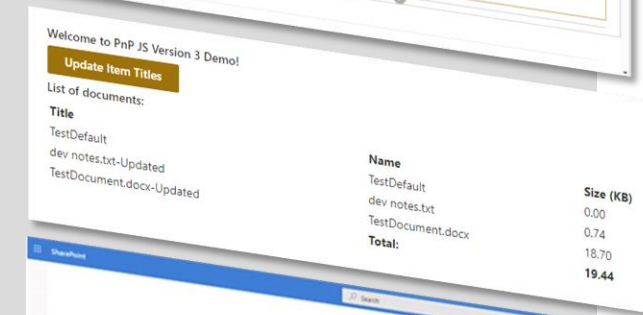 Welcome to PnP JS Version 3 Demo!
Update Item Titles
List of documents:
Title Name Size (KB)
TestDefault TestDefault 0.00
dev notes.txt-Updated dev notes.txt 0.74
TestDocument.docx-Updated TestDocument.docx 18.70
Total: 19.44
SharePoint
Search